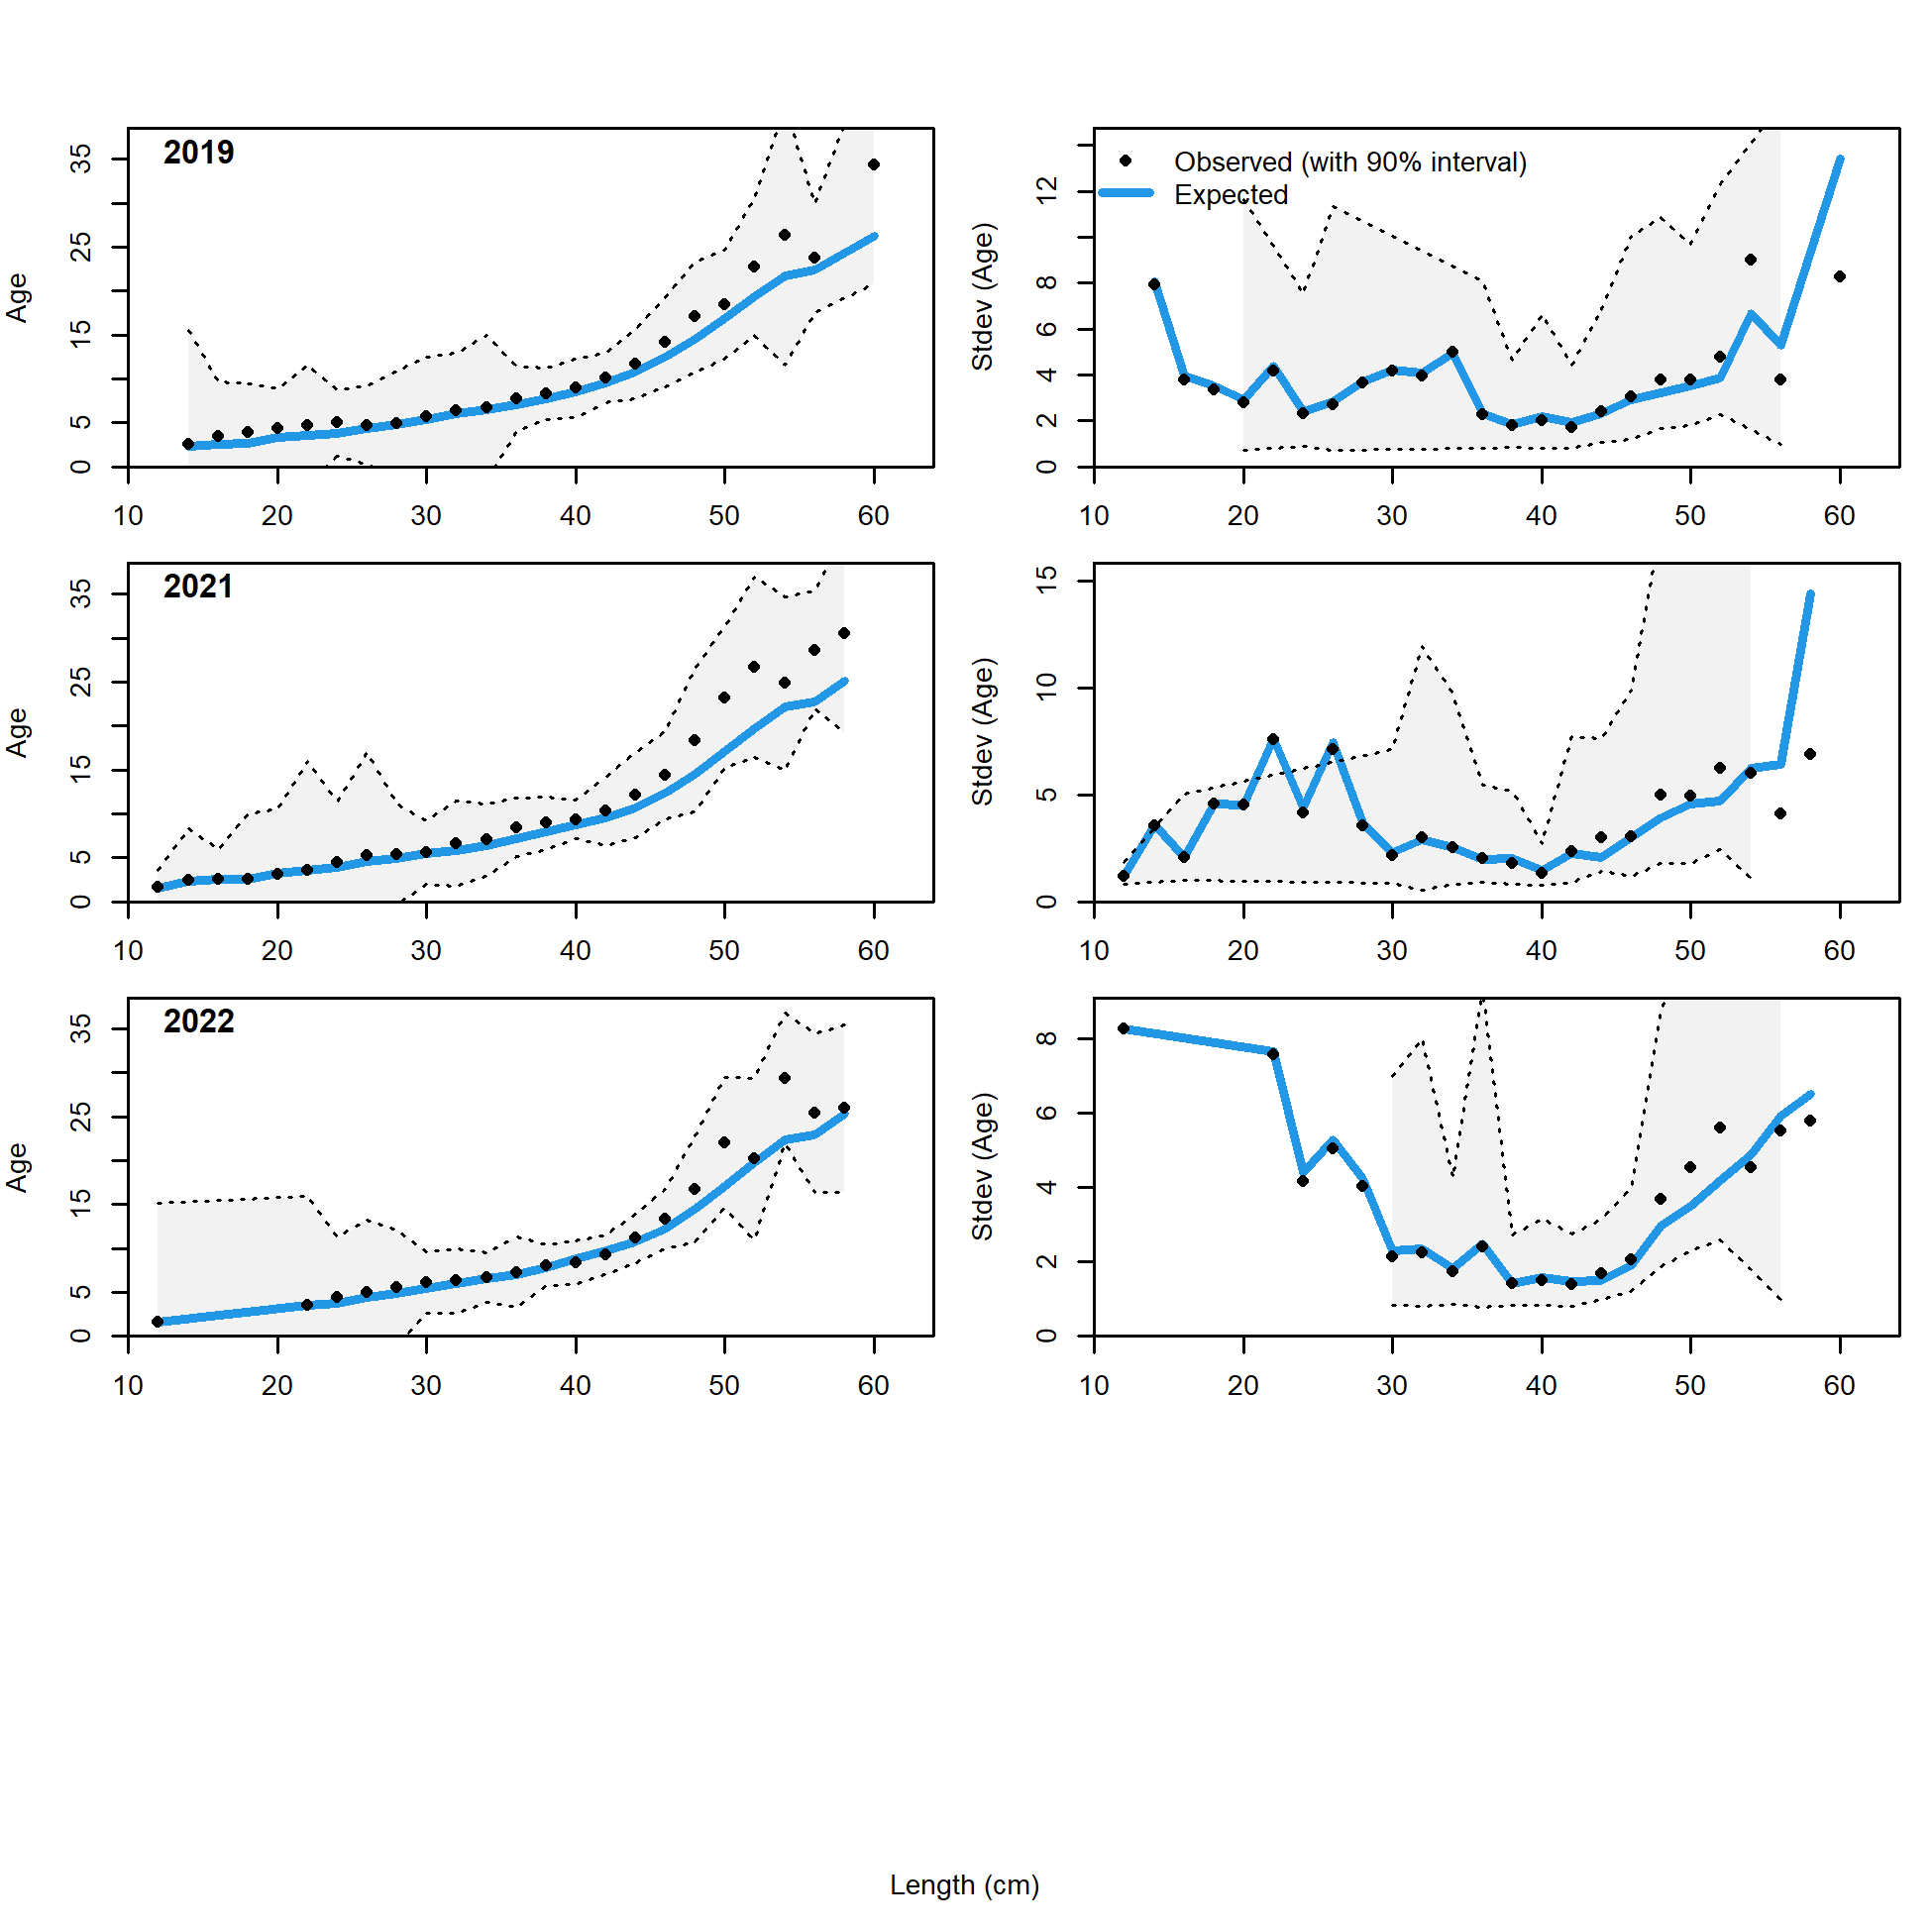 2019
Age
0 5 15 25 35
10 20 30 40 50 60
Observed (with 90% interval)
Expected
Stdev (Age)
0 2 4 6 8 12
10 20 30 40 50 60
2021
Age
0 5 15 25 35
10 20 30 40 50 60
Stdev (Age)
0 5 10 15
10 20 30 40 50 60
2022
Age
0 5 15 25 35
10 20 30 40 50 60
Stdev (Age)
0 2 4 6 8
10 20 30 40 50 60
Length (cm)